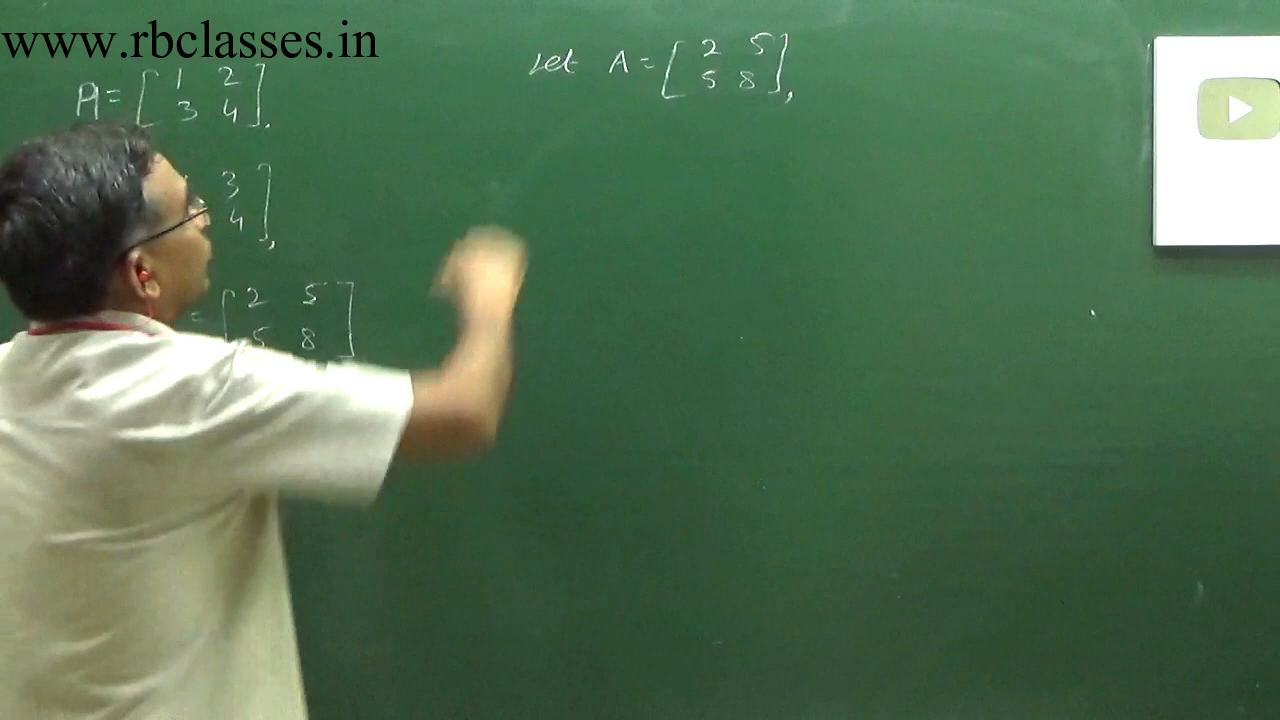 www.rbclasses.in
A = [ 1 2
3 4 ],
3
4 ],
= [ 2 5
5 8 ]
Let A = [ 2 5
5 8 ],